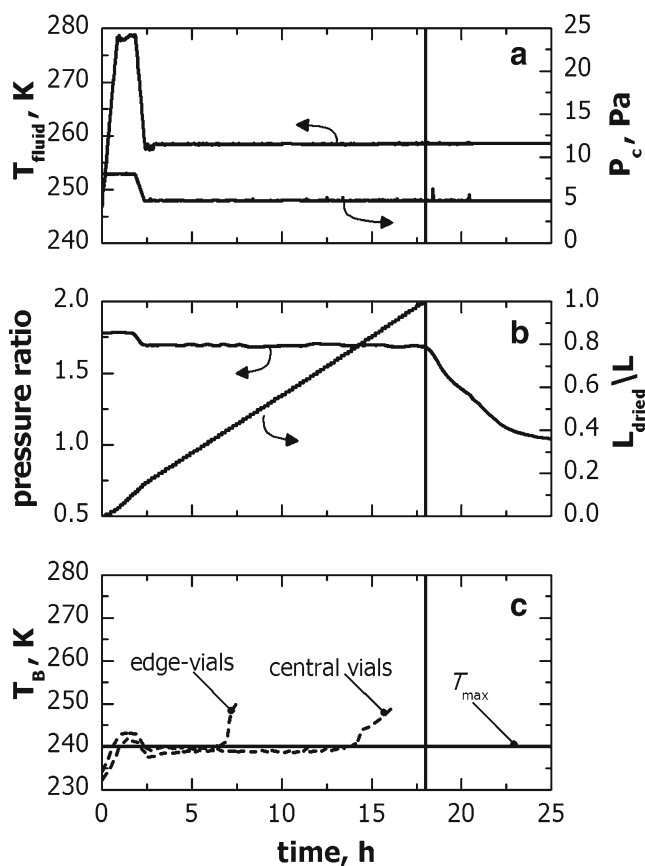 280
270
260
250
240
T_fluid, K
a
25
20
15
10
5
0
P_c, Pa
2.0
1.5
1.0
0.5
pressure ratio
b
1.0
0.8
0.6
0.4
0.2
0.0
L_dried\L
280
270
260
250
240
230
T_B, K
c
edge-vials
central vials
T_max
0 5 10 15 20 25
time, h